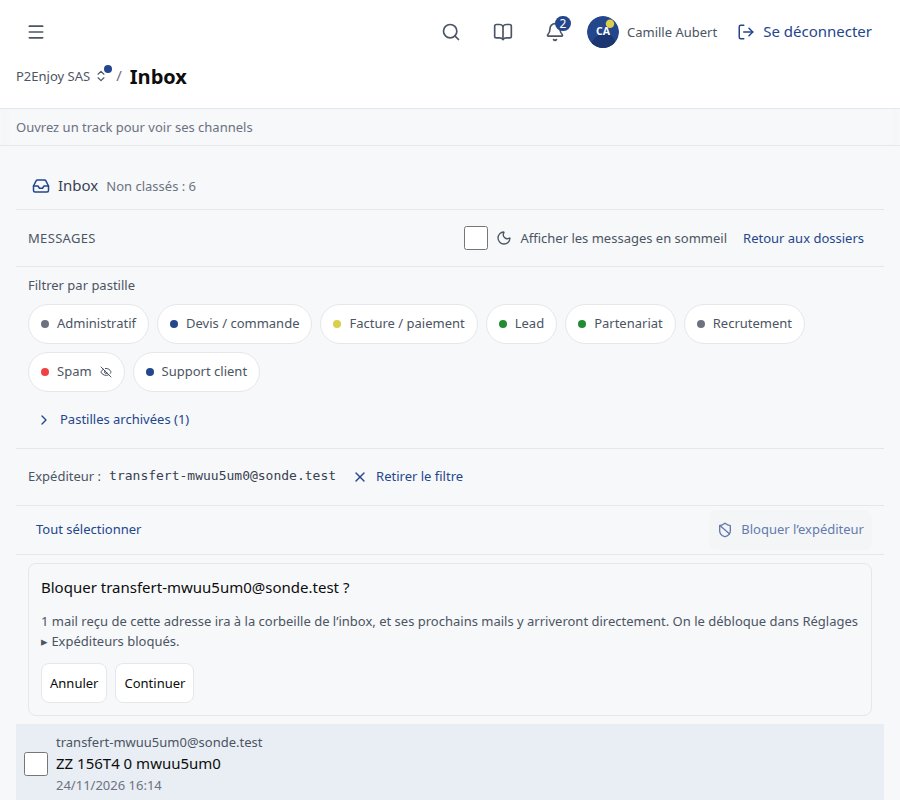 2
CA
Camille Aubert
Se déconnecter
P2Enjoy SAS / Inbox
Ouvrez un track pour voir ses channels
Inbox Non classés : 6
MESSAGES
Afficher les messages en sommeil
Retour aux dossiers
Filtrer par pastille
Administratif
Devis / commande
Facture / paiement
Lead
Partenariat
Recrutement
Spam
Support client
Pastilles archivées (1)
Expéditeur : transfert-mwuu5um0@sonde.test
Retirer le filtre
Tout sélectionner
Bloquer l’expéditeur
Bloquer transfert-mwuu5um0@sonde.test ?
1 mail reçu de cette adresse ira à la corbeille de l’inbox, et ses prochains mails y arriveront directement. On le débloque dans Réglages
▸ Expéditeurs bloqués.
Annuler
Continuer
transfert-mwuu5um0@sonde.test
ZZ 156T4 0 mwuu5um0
24/11/2026 16:14